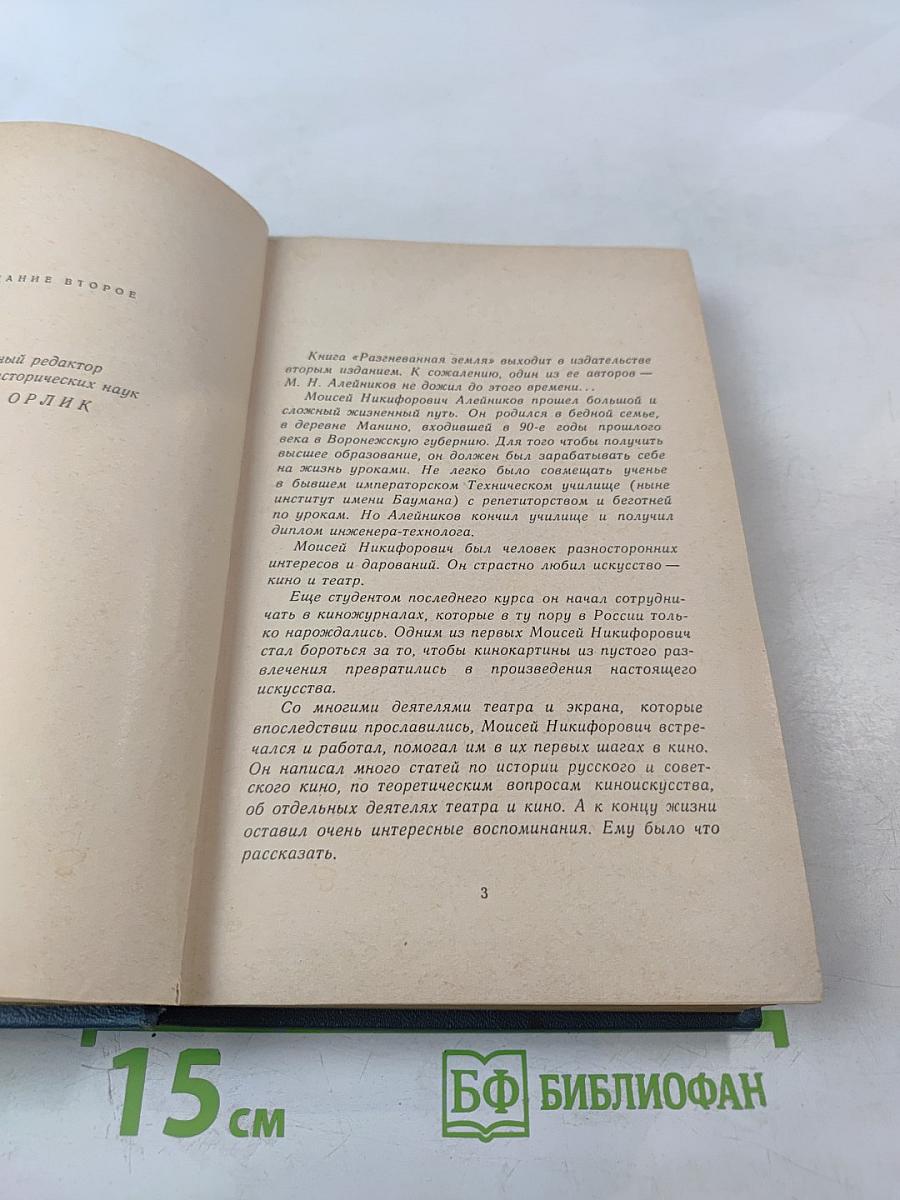 ДАНИЕ ВТОРОЕ
ный редактор
исторических наук
ОРЛИК
Книга «Разгневанная земля» выходит в издательстве
вторым изданием. К сожалению, один из ее авторов —
М. Н. Алейников не дожил до этого времени...
Моисей Никифорович Алейников прошел большой и
сложный жизненный путь. Он родился в бедной семье,
в деревне Манино, входившей в 90-е годы прошлого
века в Воронежскую губернию. Для того чтобы получить
высшее образование, он должен был зарабатывать себе
на жизнь уроками. Не легко было совмещать ученье
в бывшем императорском Техническом училище (ныне
институт имени Баумана) с репетиторством и беготней
по урокам. Но Алейников кончил училище и получил
диплом инженера-технолога.
Моисей Никифорович был человек разносторонних
интересов и дарований. Он страстно любил искусство —
кино и театр.
Еще студентом последнего курса он начал сотрудни-
чать в киножурналах, которые в ту пору в России толь-
ко нарождались. Одним из первых Моисей Никифорович
стал бороться за то, чтобы кинокартины из пустого раз-
влечения превратились в произведения настоящего
искусства.
Со многими деятелями театра и экрана, которые
впоследствии прославились, Моисей Никифорович встре-
чался и работал, помогал им в их первых шагах в кино.
Он написал много статей по истории русского и совет-
ского кино, по теоретическим вопросам киноискусства,
об отдельных деятелях театра и кино. А к концу жизни
оставил очень интересные воспоминания. Ему было что
рассказать.
3
15 см
БФ БИБЛИОФАН